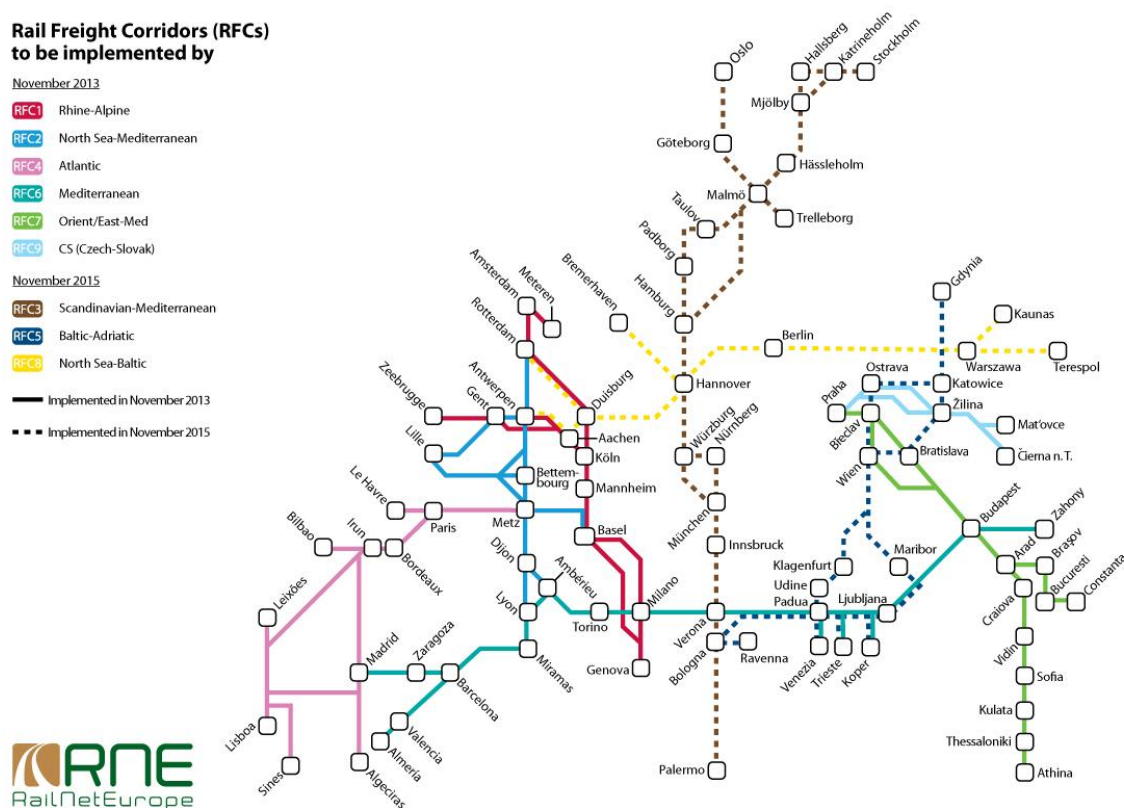 Rail Freight Corridors (RFCs)
to be implemented by
November 2013
RFC1 Rhine-Alpine
RFC2 North Sea-Mediterranean
RFC4 Atlantic
RFC6 Mediterranean
RFC7 Orient/East-Med
RFC9 CS (Czech-Slovak)
November 2015
RFC3 Scandinavian-Mediterranean
RFC5 Baltic-Adriatic
RFC8 North Sea-Baltic
Implemented in November 2013
Implemented in November 2015
Oslo
Hallsberg
Katrineholm
Stockholm
Mjölby
Göteborg
Hässleholm
Malmö
Trelleborg
Taulov
Padborg
Hamburg
Bremerhaven
Amsterdam
Meteren
Rotterdam
Gdynia
Kaunas
Berlin
Warszawa
Terespol
Hannover
Zeebrugge
Gent
Antwerpen
Duisburg
Aachen
Köln
Lille
Bettem-
bourg
Mannheim
Würzburg
Nürnberg
Ostrava
Katowice
Praha
Žilina
Břeclav
Mat'ovce
Bratislava
Čierna n. T.
Wien
Le Havre
Paris
Metz
Basel
München
Budapest
Zahony
Bilbao
Irun
Bordeaux
Dijon
Ambérieu
Innsbruck
Klagenfurt
Maribor
Arad
Braşov
Bucuresti
Constanta
Craiova
Leixões
Lyon
Torino
Milano
Verona
Udine
Padua
Ljubljana
Madrid
Zaragoza
Barcelona
Miramas
Genova
Bologna
Ravenna
Venezia
Trieste
Koper
Vidin
Sofia
Lisboa
Valencia
Almeria
Kulata
Thessaloniki
Sines
Algeciras
Palermo
Athina
RNE
RailNetEurope